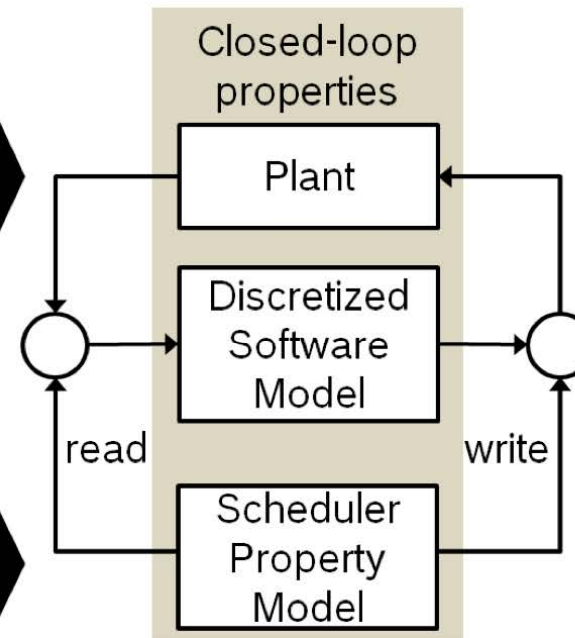 Closed-loop
properties
Plant
Discretized
Software
Model
read
write
Scheduler
Property
Model